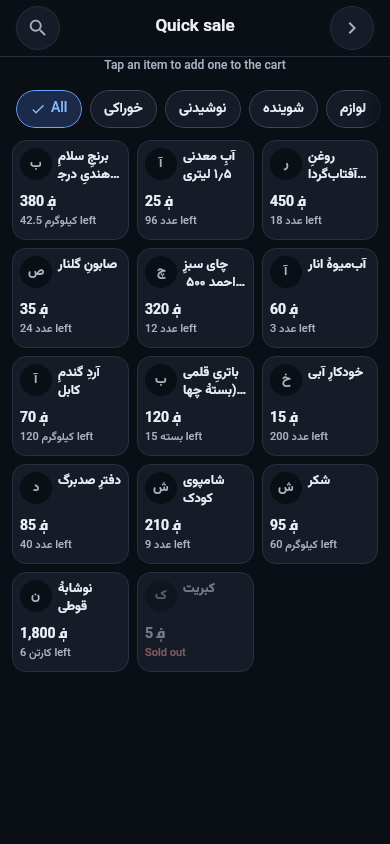 Quick sale
Tap an item to add one to the cart
All
خوراکی
نوشیدنی
شوینده
لوازم
ب
برنج سلام
هندیِ درج…
380 ؋
42.5 کیلوگرم left
آ
آبِ معدنی
۱٫۵ لیتری
25 ؋
96 عدد left
ر
روغنِ
آفتاب‌گردا…
450 ؋
18 عدد left
ص
صابونِ گلنار
35 ؋
24 عدد left
چ
چای سبزِ
احمد ۵۰۰…
320 ؋
12 عدد left
آ
آب‌میوهٔ انار
60 ؋
3 عدد left
آ
آردِ گندمِ
کابل
70 ؋
120 کیلوگرم left
ب
باتریِ قلمی
(بستهٔ چها…
120 ؋
15 بسته left
خ
خودکارِ آبی
15 ؋
200 عدد left
د
دفترِ صدبرگ
85 ؋
40 عدد left
ش
شامپوی
کودک
210 ؋
9 عدد left
ش
شکر
95 ؋
60 کیلوگرم left
ن
نوشابهٔ
قوطی
1,800 ؋
6 کارتن left
ک
کبریت
5 ؋
Sold out